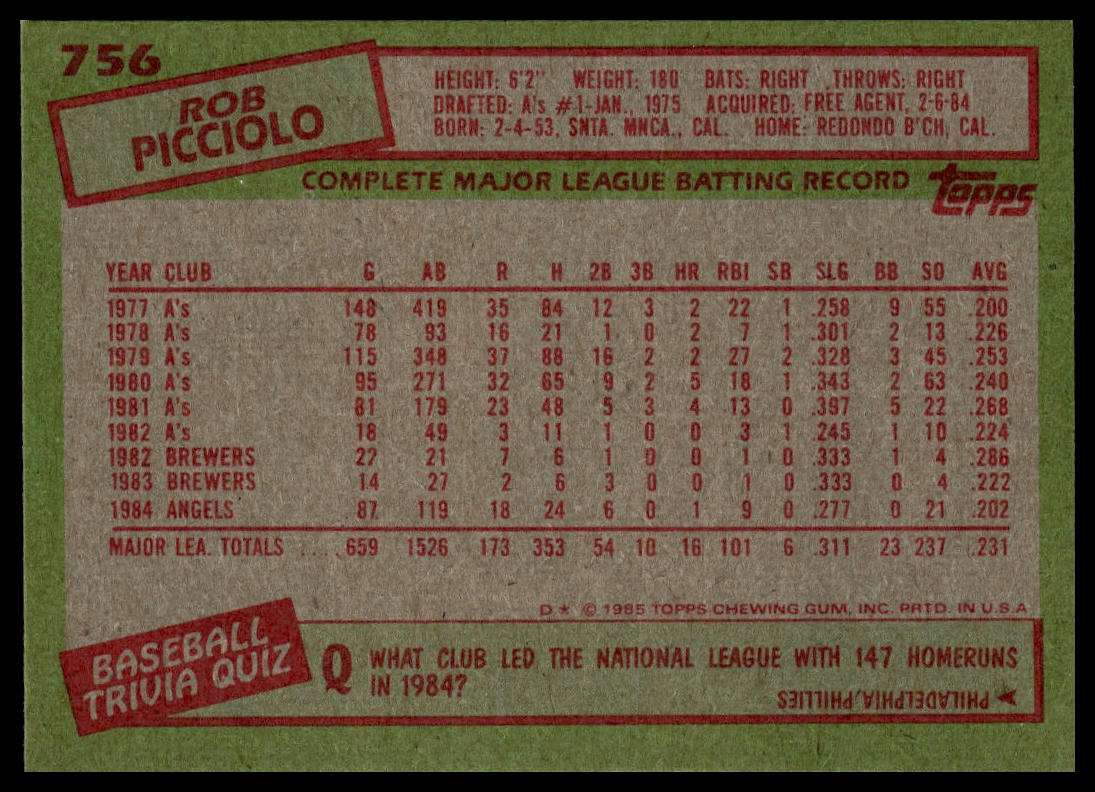 756
ROB
PICCIOLO
HEIGHT: 6'2" WEIGHT: 180 BATS: RIGHT THROWS: RIGHT
DRAFTED: A's #1-JAN., 1975 ACQUIRED: FREE AGENT, 2-6-84
BORN: 2-4-53, SNTA. MNCA., CAL. HOME: REDONDO B'CH, CAL.
COMPLETE MAJOR LEAGUE BATTING RECORD
topps
YEAR CLUB G AB R H 2B 3B HR RBI SB SLG BB SO AVG
1977 A's 148 419 35 84 12 3 2 22 1 .258 9 55 .200
1978 A's 78 93 16 21 1 0 2 7 1 .301 2 13 .226
1979 A's 115 348 37 88 16 2 2 27 2 .328 3 45 .253
1980 A's 95 271 32 65 9 2 5 18 1 .343 2 63 .240
1981 A's 81 179 23 48 5 3 4 13 0 .397 5 22 .268
1982 A's 18 49 3 11 1 0 0 3 1 .245 1 10 .224
1982 BREWERS 22 21 7 6 1 0 0 1 0 .333 1 4 .286
1983 BREWERS 14 27 2 6 3 0 0 1 0 .333 0 4 .222
1984 ANGELS 87 119 18 24 6 0 1 9 0 .277 0 21 .202
MAJOR LEA. TOTALS .... 659 1526 173 353 54 10 16 101 6 .311 23 237 .231
D * © 1985 TOPPS CHEWING GUM, INC. PRTD. IN U.S.A
BASEBALL
TRIVIA QUIZ
Q WHAT CLUB LED THE NATIONAL LEAGUE WITH 147 HOMERUNS
IN 1984?
PHILADELPHIA PHILLIES